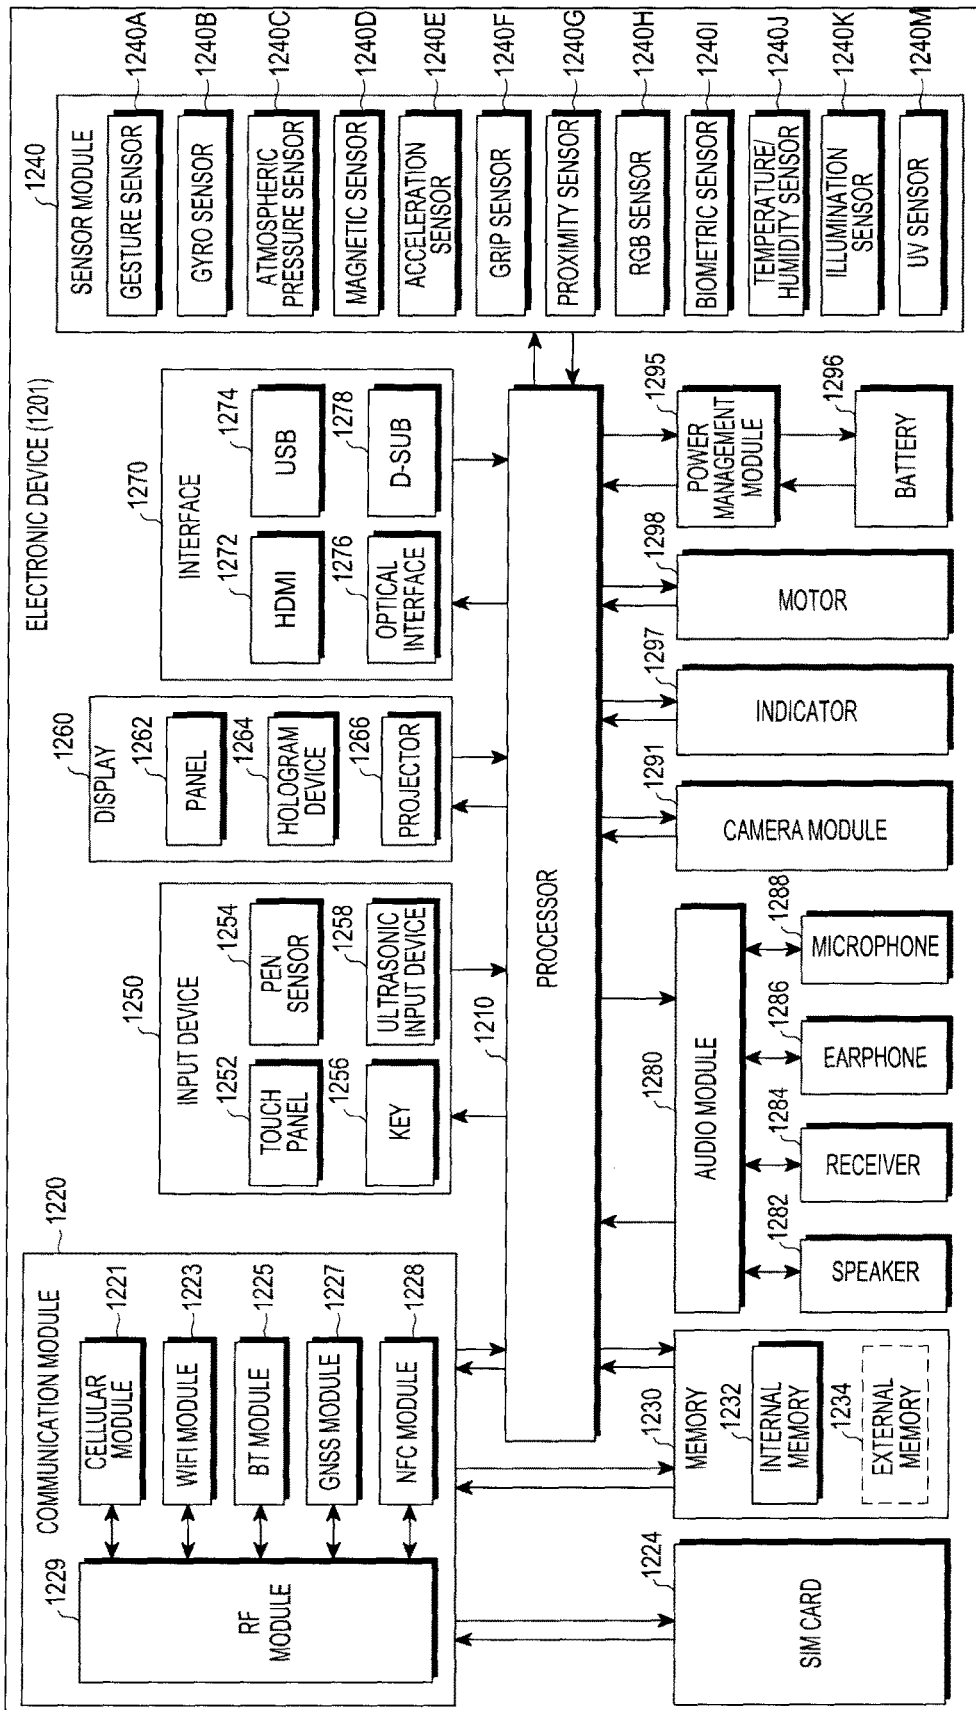 ELECTRONIC DEVICE (1201)
COMMUNICATION MODULE
1220
1229
RF
MODULE
CELLULAR
MODULE
1221
WIFI MODULE
1223
BT MODULE
1225
GNSS MODULE
1227
NFC MODULE
1228
INPUT DEVICE
1250
1252
TOUCH
PANEL
1254
PEN
SENSOR
1256
KEY
1258
ULTRASONIC
INPUT DEVICE
DISPLAY
1260
1262
PANEL
1264
HOLOGRAM
DEVICE
1266
PROJECTOR
INTERFACE
1270
1272
HDMI
1274
USB
1276
OPTICAL
INTERFACE
1278
D-SUB
1240
SENSOR MODULE
GESTURE SENSOR
1240A
GYRO SENSOR
1240B
ATMOSPHERIC
PRESSURE SENSOR
1240C
MAGNETIC SENSOR
1240D
ACCELERATION
SENSOR
1240E
GRIP SENSOR
1240F
PROXIMITY SENSOR
1240G
RGB SENSOR
1240H
BIOMETRIC SENSOR
1240I
TEMPERATURE/
HUMIDITY SENSOR
1240J
ILLUMINATION
SENSOR
1240K
UV SENSOR
1240M
1210
PROCESSOR
1224
SIM CARD
1230
MEMORY
1232
INTERNAL
MEMORY
1234
EXTERNAL
MEMORY
1280
AUDIO MODULE
1282
SPEAKER
1284
RECEIVER
1286
EARPHONE
1288
MICROPHONE
1291
CAMERA MODULE
1297
INDICATOR
1298
MOTOR
1295
POWER
MANAGEMENT
MODULE
1296
BATTERY